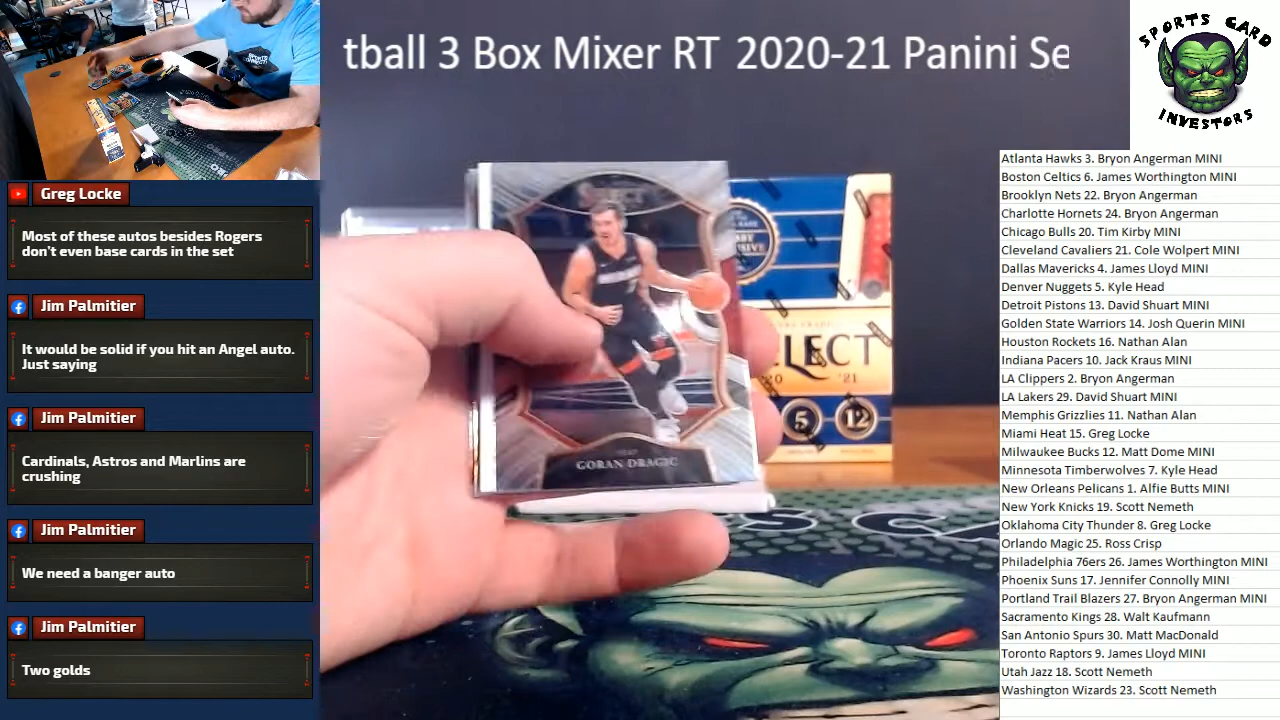 tball 3 Box Mixer RT 2020-21 Panini Se
SPORTS CARD
INVESTORS
Greg Locke
Most of these autos besides Rogers
don't even base cards in the set
Jim Palmitier
It would be solid if you hit an Angel auto.
Just saying
Jim Palmitier
Cardinals, Astros and Marlins are
crushing
Jim Palmitier
We need a banger auto
Jim Palmitier
Two golds
SELECT
HEAT
GORAN DRAGIC
LECT
20 '21
5 12
Atlanta Hawks 3. Bryon Angerman MINI
Boston Celtics 6. James Worthington MINI
Brooklyn Nets 22. Bryon Angerman
Charlotte Hornets 24. Bryon Angerman
Chicago Bulls 20. Tim Kirby MINI
Cleveland Cavaliers 21. Cole Wolpert MINI
Dallas Mavericks 4. James Lloyd MINI
Denver Nuggets 5. Kyle Head
Detroit Pistons 13. David Shuart MINI
Golden State Warriors 14. Josh Querin MINI
Houston Rockets 16. Nathan Alan
Indiana Pacers 10. Jack Kraus MINI
LA Clippers 2. Bryon Angerman
LA Lakers 29. David Shuart MINI
Memphis Grizzlies 11. Nathan Alan
Miami Heat 15. Greg Locke
Milwaukee Bucks 12. Matt Dome MINI
Minnesota Timberwolves 7. Kyle Head
New Orleans Pelicans 1. Alfie Butts MINI
New York Knicks 19. Scott Nemeth
Oklahoma City Thunder 8. Greg Locke
Orlando Magic 25. Ross Crisp
Philadelphia 76ers 26. James Worthington MINI
Phoenix Suns 17. Jennifer Connolly MINI
Portland Trail Blazers 27. Bryon Angerman MINI
Sacramento Kings 28. Walt Kaufmann
San Antonio Spurs 30. Matt MacDonald
Toronto Raptors 9. James Lloyd MINI
Utah Jazz 18. Scott Nemeth
Washington Wizards 23. Scott Nemeth